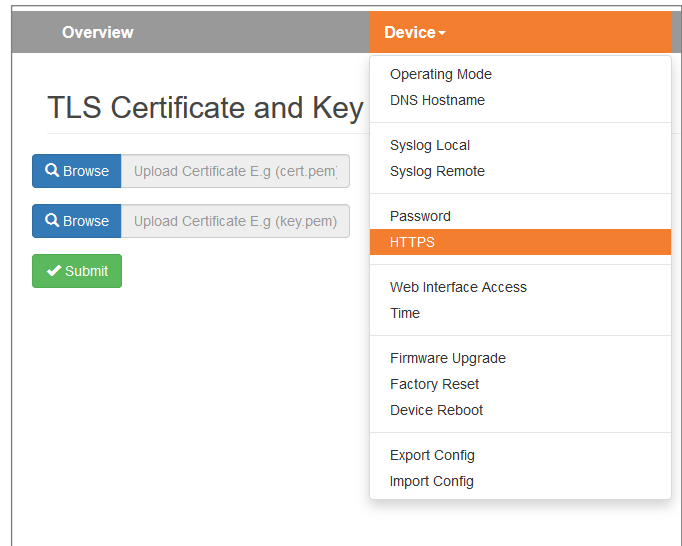 Overview
Device
TLS Certificate and Key
Browse
Upload Certificate E.g (cert.pem)
Browse
Upload Certificate E.g (key.pem)
Submit
Operating Mode
DNS Hostname
Syslog Local
Syslog Remote
Password
HTTPS
Web Interface Access
Time
Firmware Upgrade
Factory Reset
Device Reboot
Export Config
Import Config